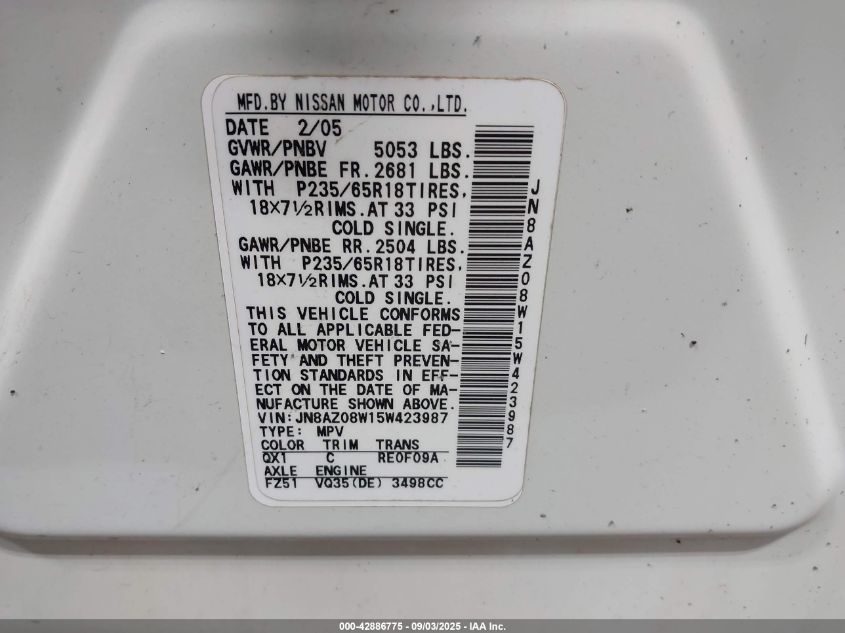 MFD.BY NISSAN MOTOR CO.,LTD.
DATE 2/05
GVWR/PNBV 5053 LBS.
GAWR/PNBE FR.2681 LBS.
WITH P235/65R18TIRES,
18X7½RIMS.AT 33 PSI
COLD SINGLE.
GAWR/PNBE RR.2504 LBS.
WITH P235/65R18TIRES,
18X7½RIMS.AT 33 PSI
COLD SINGLE.
THIS VEHICLE CONFORMS
TO ALL APPLICABLE FED-
ERAL MOTOR VEHICLE SA-
FETY AND THEFT PREVEN-
TION STANDARDS IN EFF-
ECT ON THE DATE OF MA-
NUFACTURE SHOWN ABOVE.
VIN:JN8AZ08W15W423987
TYPE: MPV
COLOR TRIM TRANS
QX1 C RE0F09A
AXLE ENGINE
FZ51 VQ35(DE) 3498CC
JN8AZ08W15W423987
000-42886775 - 09/03/2025 - IAA Inc.